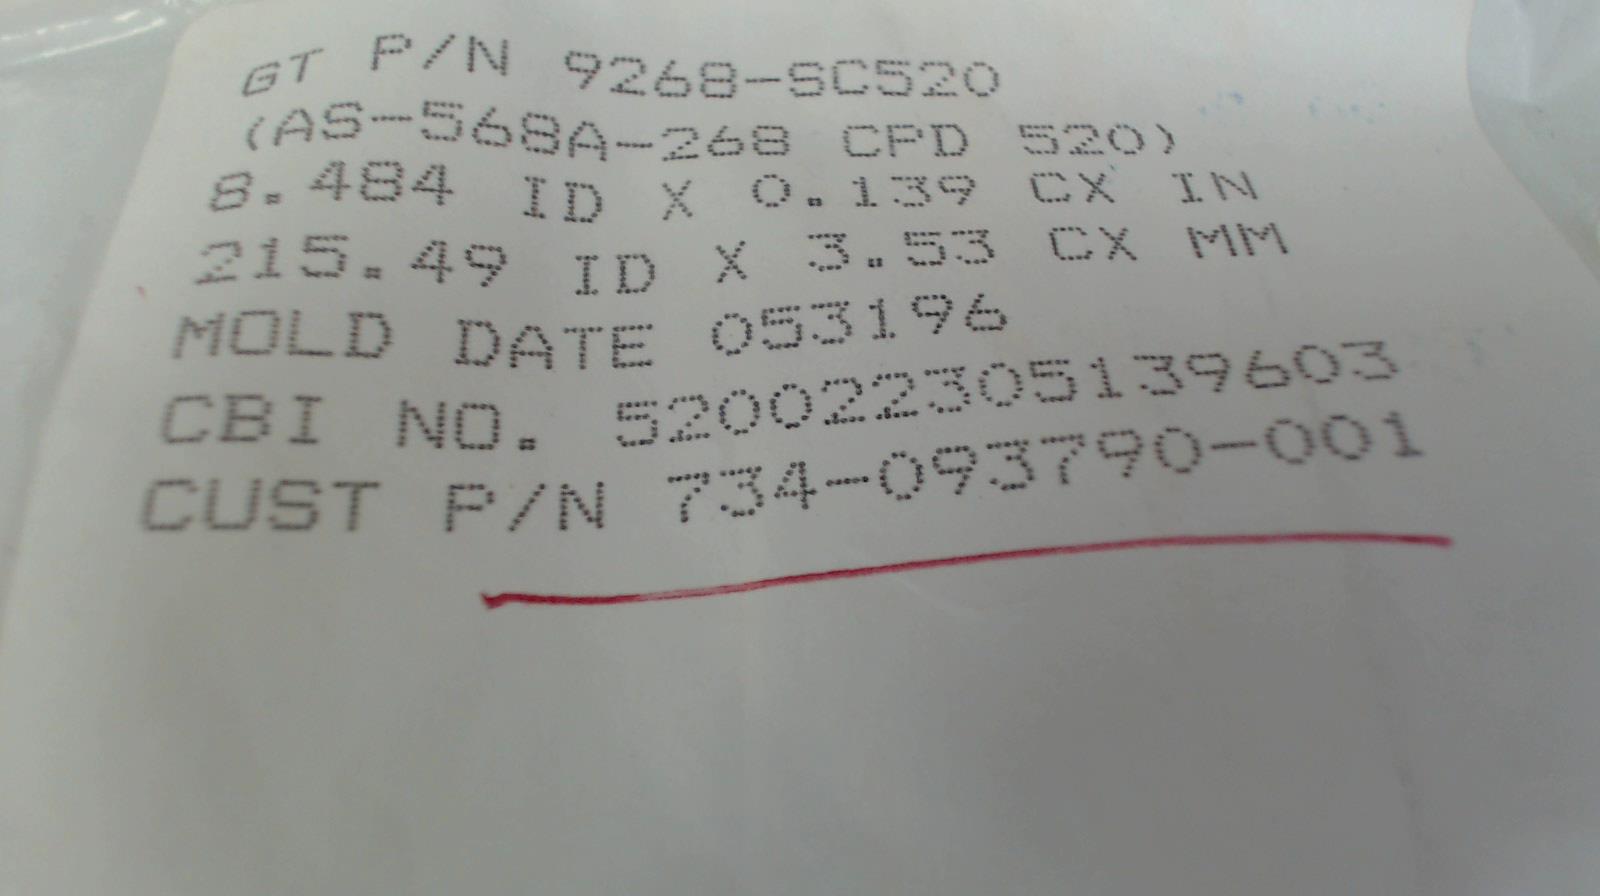 GT P/N 9268-SC520
(AS-568A-268 CPD 520)
8.484 ID X 0.139 CX IN
215.49 ID X 3.53 CX MM
MOLD DATE 053196
CBI NO. 520022305139603
CUST P/N 734-093790-001